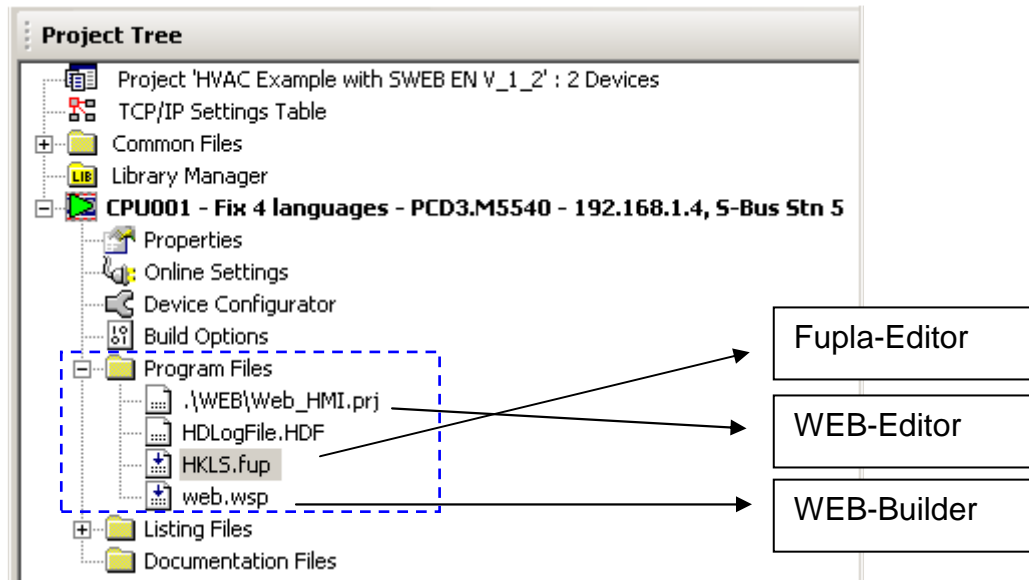 Project Tree
Project 'HVAC Example with SWEB EN V_1_2' : 2 Devices
TCP/IP Settings Table
Common Files
LIB Library Manager
CPU001 - Fix 4 languages - PCD3.M5540 - 192.168.1.4, S-Bus Stn 5
Properties
Online Settings
Device Configurator
Build Options
Program Files
.\WEB\Web_HMI.prj
HDLogFile.HDF
HKLS.fup
web.wsp
Listing Files
Documentation Files
Fupla-Editor
WEB-Editor
WEB-Builder